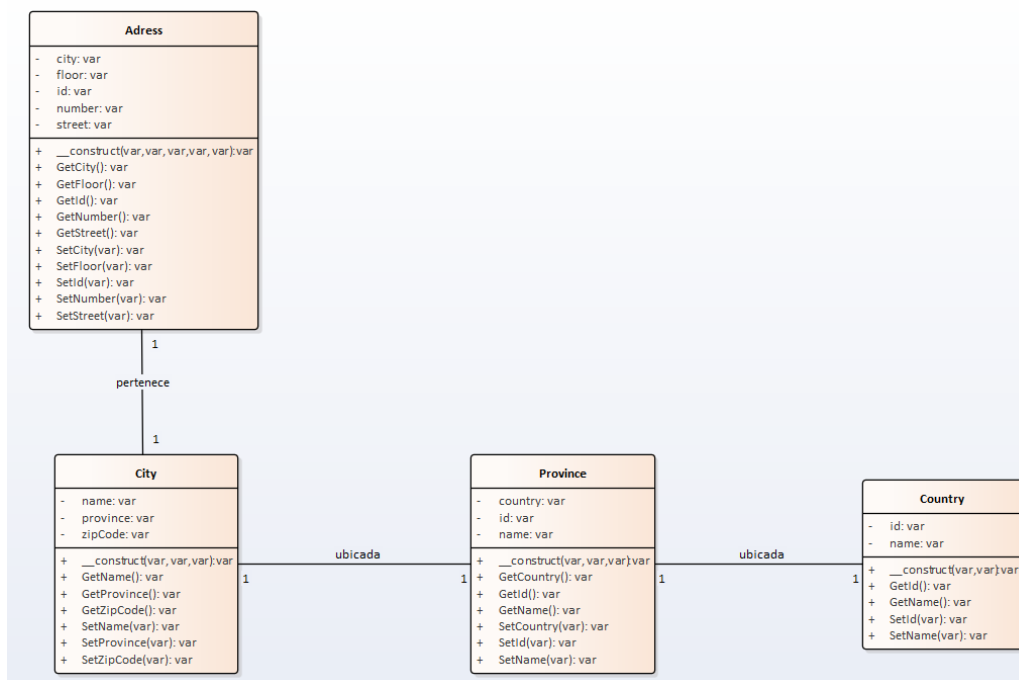 Adress
- city: var
- floor: var
- id: var
- number: var
- street: var
+ __construct(var,var,var,var,var):var
+ GetCity(): var
+ GetFloor(): var
+ GetId(): var
+ GetNumber(): var
+ GetStreet(): var
+ SetCity(var): var
+ SetFloor(var): var
+ SetId(var): var
+ SetNumber(var): var
+ SetStreet(var): var
1
pertenece
1
City
- name: var
- province: var
- zipCode: var
+ __construct(var,var,var):var
+ GetName(): var
+ GetProvince(): var
+ GetZipCode(): var
+ SetName(var): var
+ SetProvince(var): var
+ SetZipCode(var): var
ubicada
1
1
Province
- country: var
- id: var
- name: var
+ __construct(var,var,var):var
+ GetCountry(): var
+ GetId(): var
+ GetName(): var
+ SetCountry(var): var
+ SetId(var): var
+ SetName(var): var
ubicada
1
1
Country
- id: var
- name: var
+ __construct(var,var):var
+ GetId(): var
+ GetName(): var
+ SetId(var): var
+ SetName(var): var